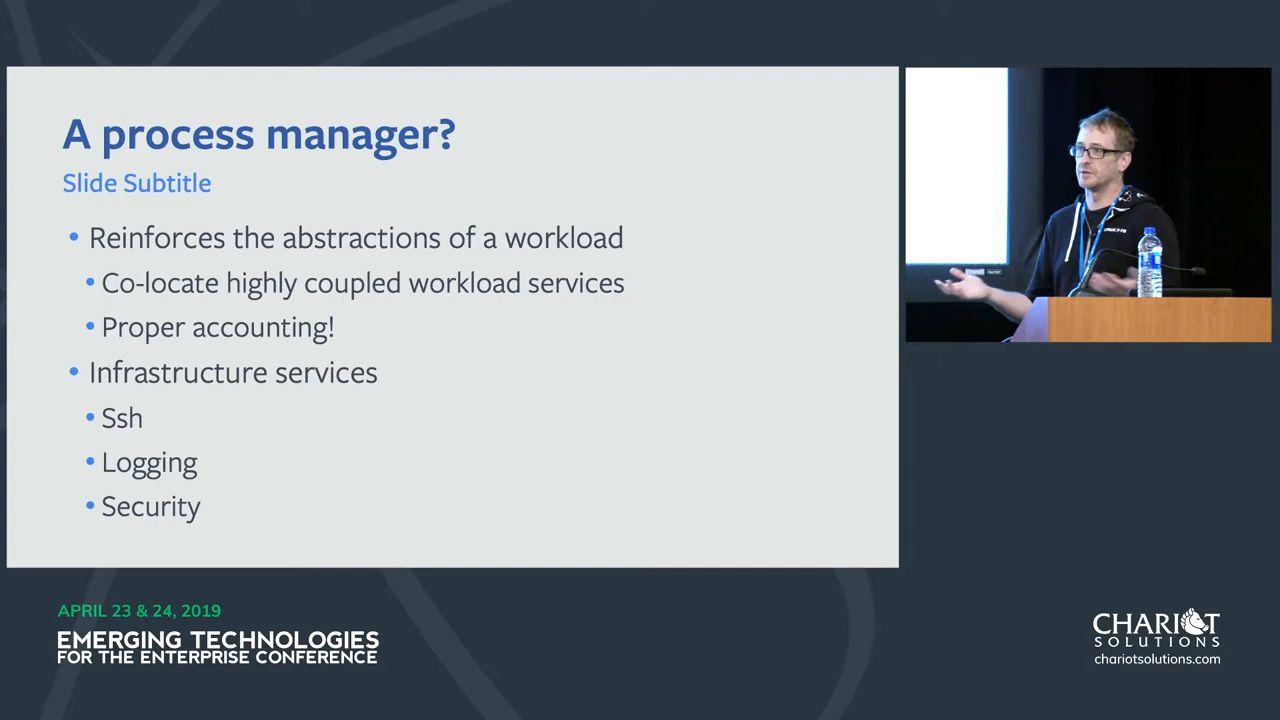 A process manager?
Slide Subtitle
• Reinforces the abstractions of a workload
• Co-locate highly coupled workload services
• Proper accounting!
• Infrastructure services
• Ssh
• Logging
• Security
APRIL 23 & 24, 2019
EMERGING TECHNOLOGIES
FOR THE ENTERPRISE CONFERENCE
CHARIOT
SOLUTIONS
chariotsolutions.com